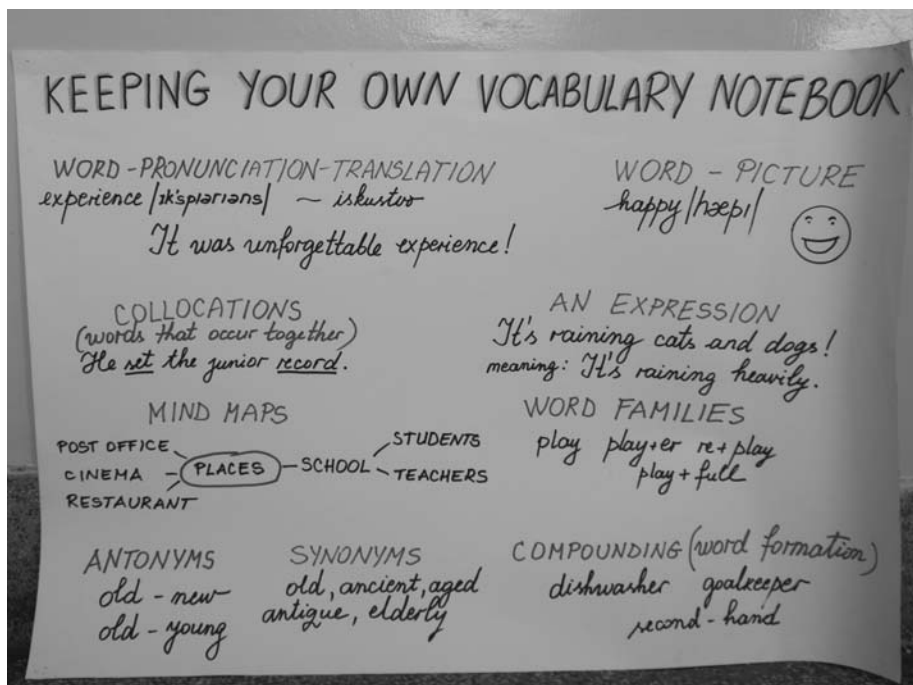 KEEPING YOUR OWN VOCABULARY NOTEBOOK
WORD - PRONUNCIATION - TRANSLATION
experience /ɪk'spɪərɪəns/ ~ iskustvo
It was unforgettable experience!
WORD - PICTURE
happy /hæpɪ/
COLLOCATIONS
(words that occur together)
He set the junior record.
AN EXPRESSION
It's raining cats and dogs!
meaning: It's raining heavily.
MIND MAPS
POST OFFICE
CINEMA
RESTAURANT
PLACES
SCHOOL
STUDENTS
TEACHERS
WORD FAMILIES
play play+er re+play
play+full
ANTONYMS
old - new
old - young
SYNONYMS
old, ancient, aged
antique, elderly
COMPOUNDING (word formation)
dishwasher goalkeeper
second-hand